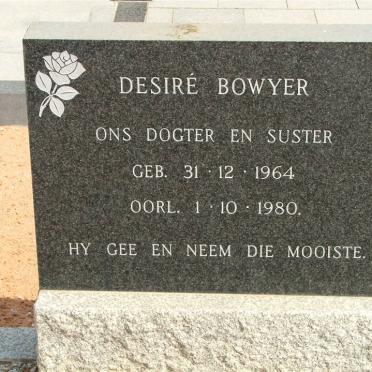 DESIRÉ BOWYER
ONS DOGTER EN SUSTER
GEB. 31 · 12 · 1964
OORL. 1 · 10 · 1980.
HY GEE EN NEEM DIE MOOISTE.